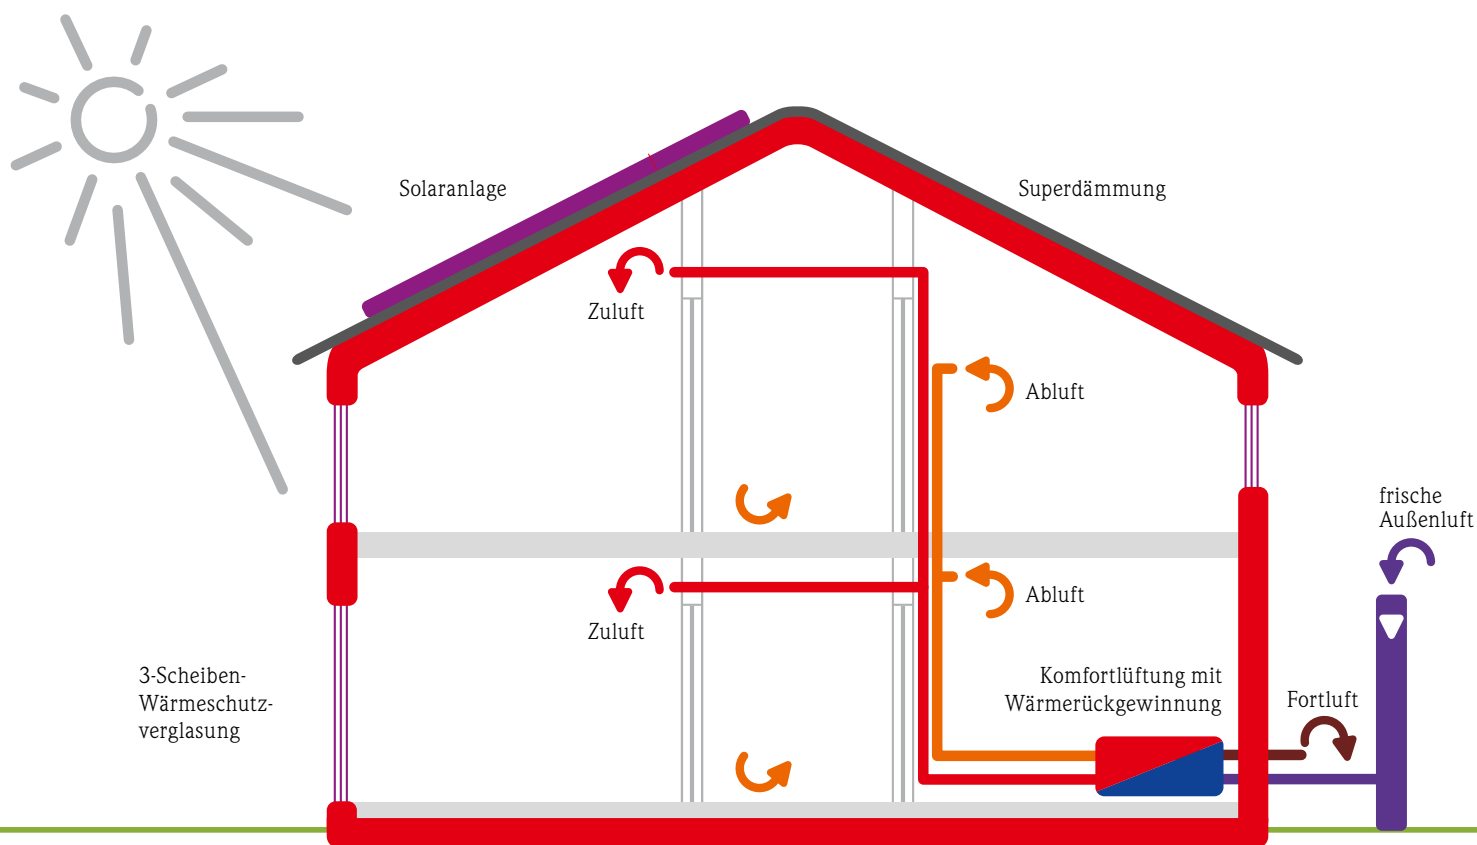 Solaranlage
Superdämmung
Zuluft
Abluft
frische
Außenluft
Abluft
Zuluft
3-Scheiben-
Wärmeschutz-
verglasung
Komfortlüftung mit
Wärmerückgewinnung
Fortluft